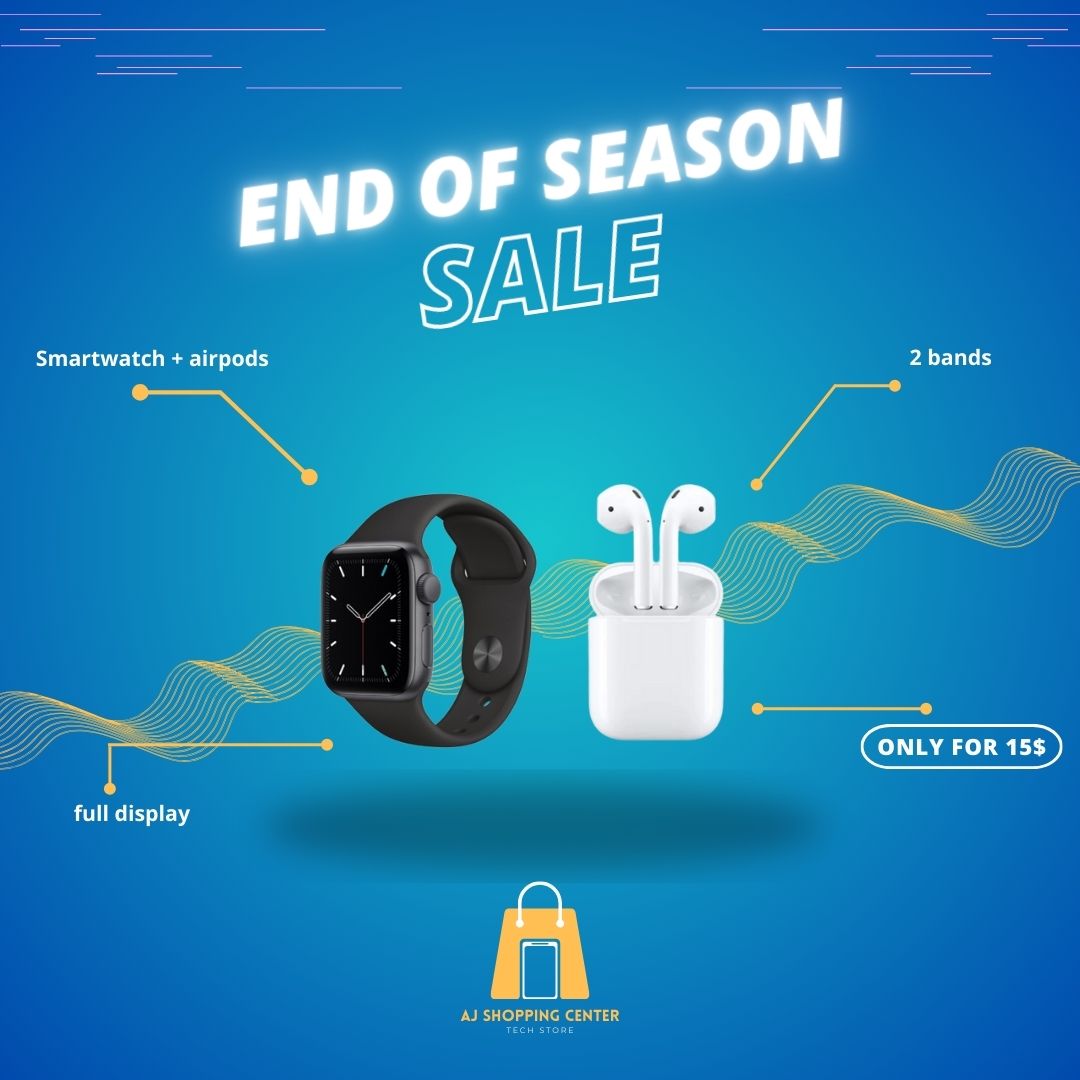 END OF SEASON
SALE
Smartwatch + airpods
2 bands
ONLY FOR 15$
full display
AJ SHOPPING CENTER
TECH STORE